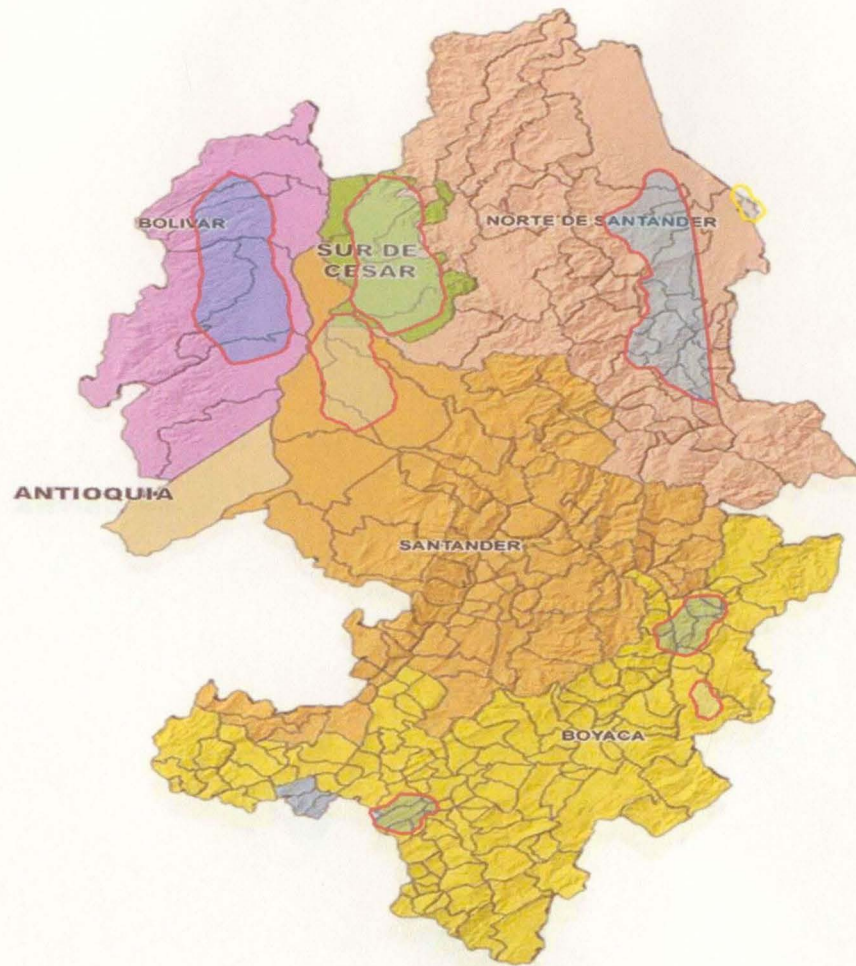 BOLIVAR
NORTE DE SANTANDER
SUR DE
CESAR
ANTIOQUIA
SANTANDER
BOYACA